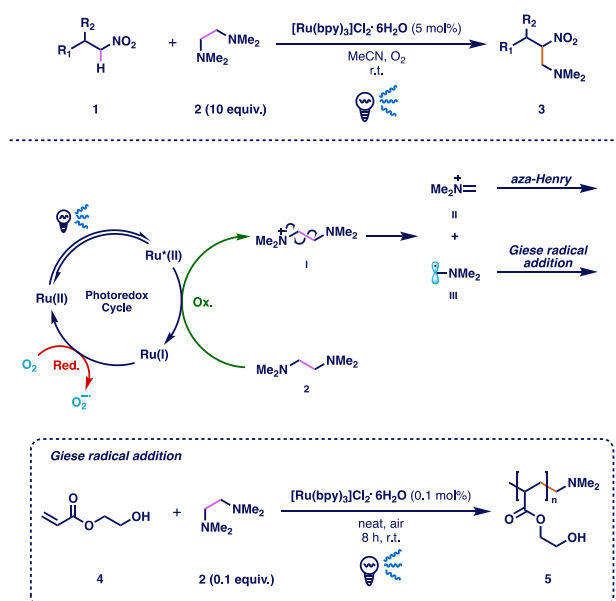 R2
R1
NO2
H
+
NMe2
NMe2
[Ru(bpy)3]Cl2· 6H2O (5 mol%)
MeCN, O2
r.t.
R2
R1
NO2
NMe2
1
2 (10 equiv.)
3
Ru*(II)
Ru(II)
Photoredox
Cycle
Ru(I)
O2
Red.
O2−·
Ox.
Me2N+
NMe2
I
Me2N
NMe2
2
Me2N+
II
+
NMe2
III
aza-Henry
Giese radical
addition
Giese radical addition
O
O
OH
4
+
NMe2
NMe2
2 (0.1 equiv.)
[Ru(bpy)3]Cl2· 6H2O (0.1 mol%)
neat, air
8 h, r.t.
NMe2
n
O
O
OH
5